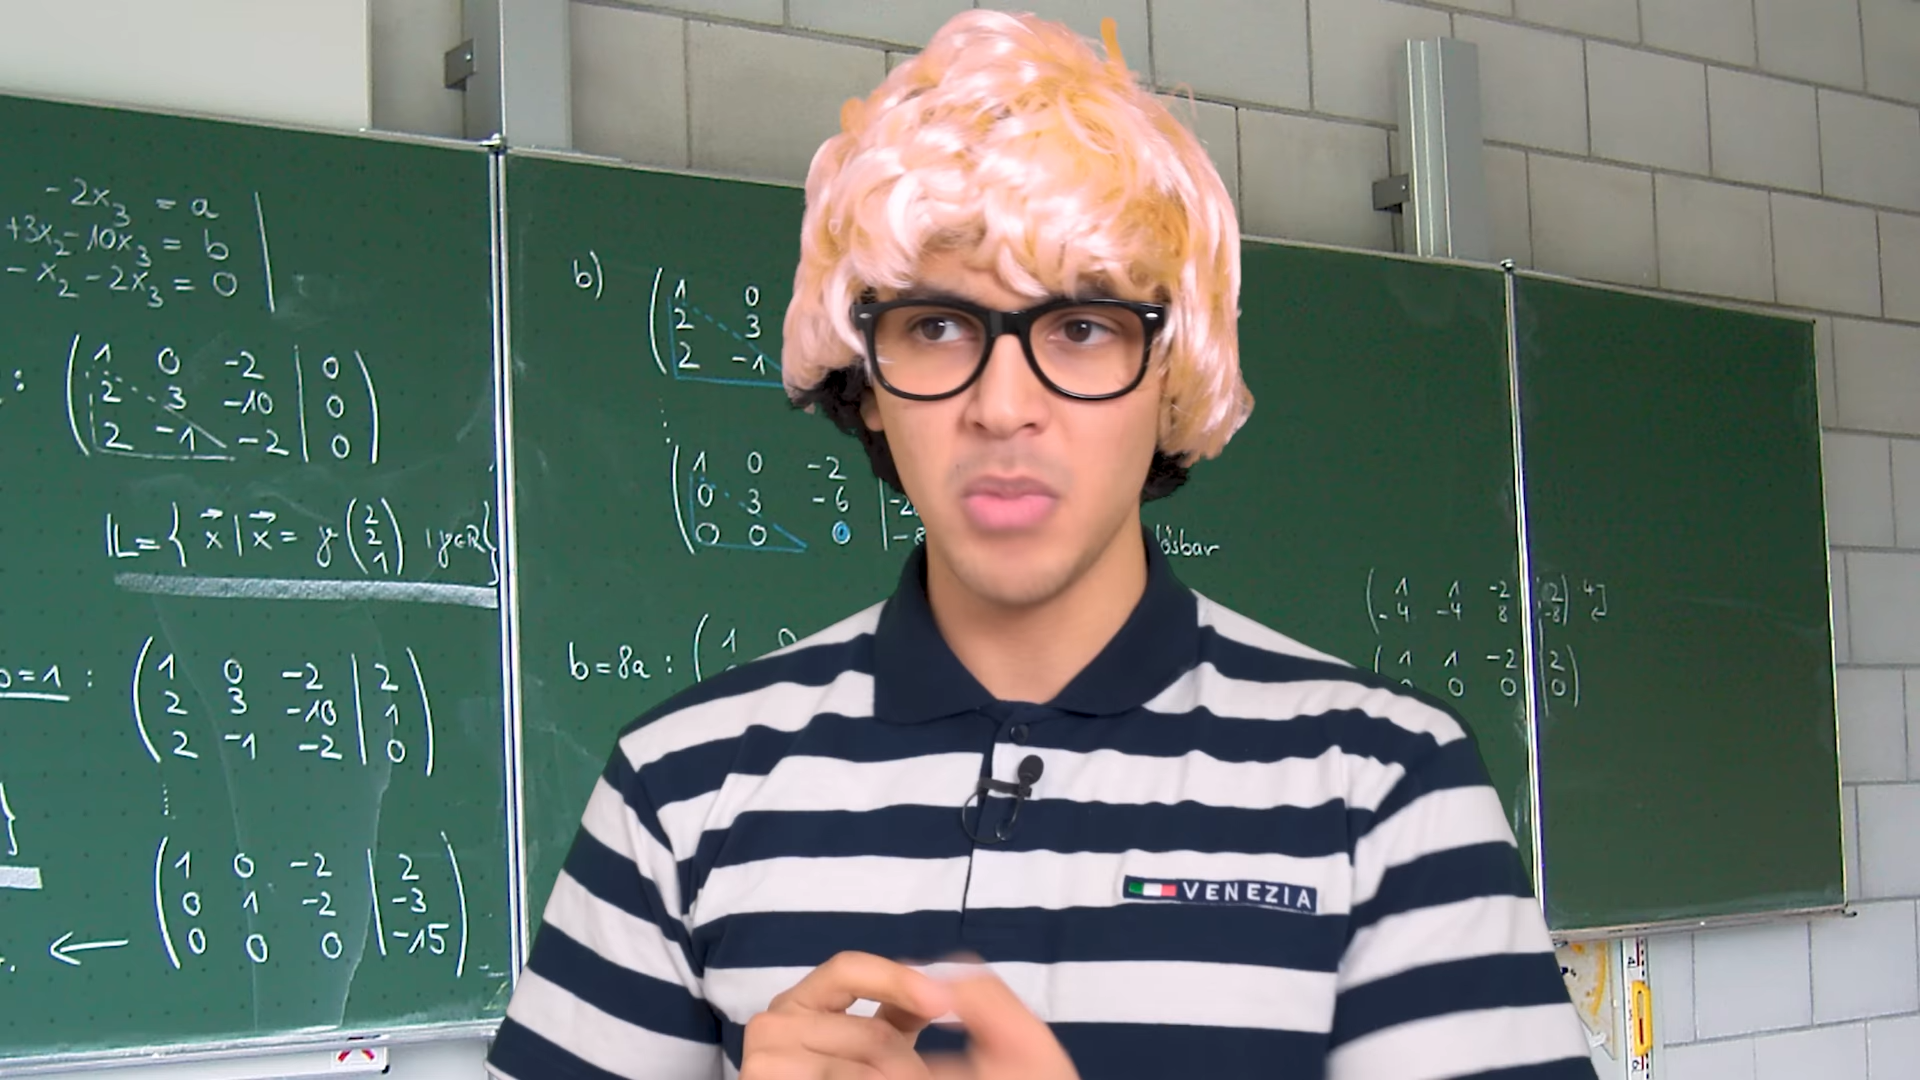 -2x₃ = a
+3x₂-10x₃ = b
-x₂-2x₃ = 0
:
1 0 -2 | 0
2 3 -10 | 0
2 -1 -2 | 0
L={ x⃗ | x⃗ = γ (2 2 1) | γ∈R}
b=1 :
1 0 -2 | 2
2 3 -10 | 1
2 -1 -2 | 0
1 0 -2 | 2
0 1 -2 | -3
0 0 0 | -15
b)
1 0
2 3
2 -1
1 0 -2
0 3 -6
0 0 0 | -8
lösbar
b=8a : ( 1 0
1 1 -2 | 2 | 4
-4 -4 8 | -8
1 1 -2 | 2
0 0 | 0
VENEZIA